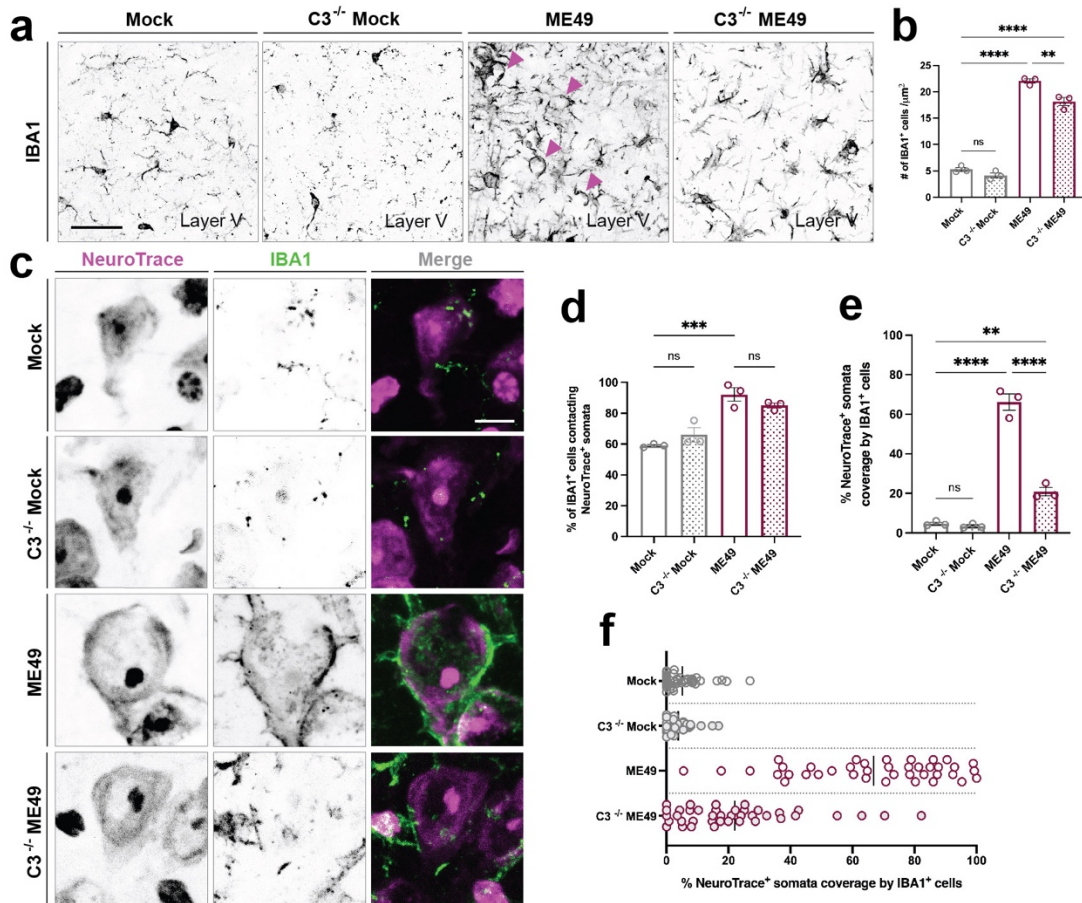 a
Mock
C3⁻/⁻ Mock
ME49
C3⁻/⁻ ME49
IBA1
Layer V
Layer V
Layer V
Layer V
b
****
****
**
ns
# of IBA1⁺ cells /μm⁻²
25
20
15
10
5
0
Mock
C3⁻/⁻ Mock
ME49
C3⁻/⁻ ME49
c
NeuroTrace
IBA1
Merge
Mock
C3⁻/⁻ Mock
ME49
C3⁻/⁻ ME49
d
***
ns
ns
% of IBA1⁺ cells contacting
NeuroTrace⁺ somata
100
80
60
40
20
0
Mock
C3⁻/⁻ Mock
ME49
C3⁻/⁻ ME49
e
**
****
****
ns
% NeuroTrace⁺ somata
coverage by IBA1⁺ cells
100
80
60
40
20
0
Mock
C3⁻/⁻ Mock
ME49
C3⁻/⁻ ME49
f
Mock
C3⁻/⁻ Mock
ME49
C3⁻/⁻ ME49
0 20 40 60 80 100
% NeuroTrace⁺ somata coverage by IBA1⁺ cells